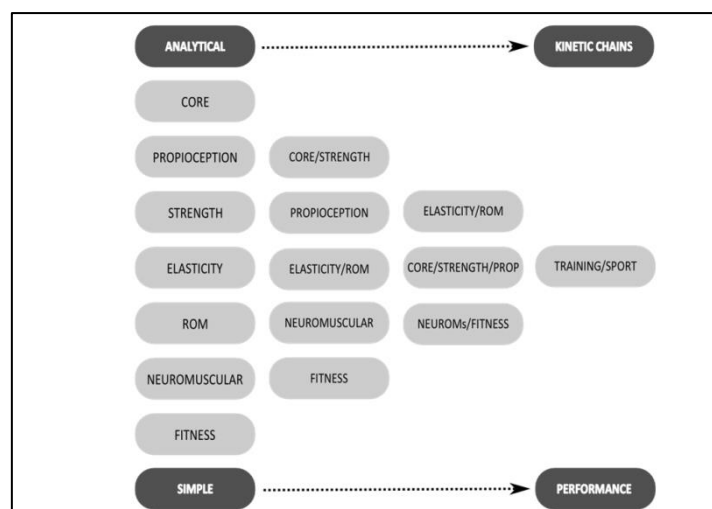 ANALYTICAL KINETIC CHAINS
CORE
PROPIOCEPTION CORE/STRENGTH
STRENGTH PROPIOCEPTION ELASTICITY/ROM
ELASTICITY ELASTICITY/ROM CORE/STRENGTH/PROP TRAINING/SPORT
ROM NEUROMUSCULAR NEUROMs/FITNESS
NEUROMUSCULAR FITNESS
FITNESS
SIMPLE PERFORMANCE